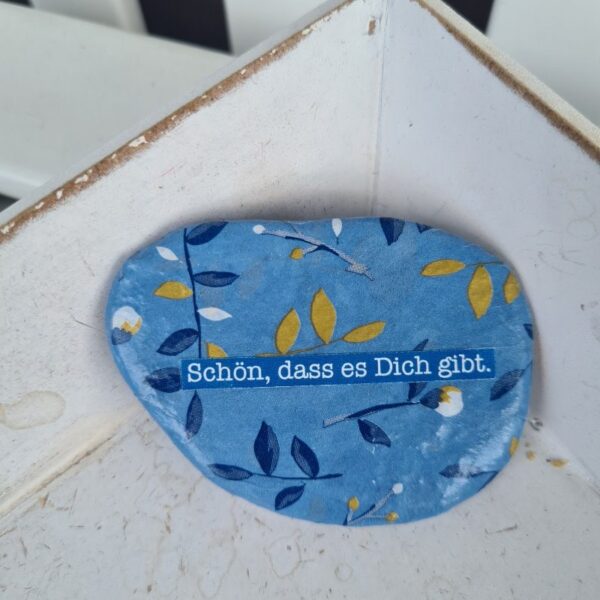 Schön, dass es Dich gibt.